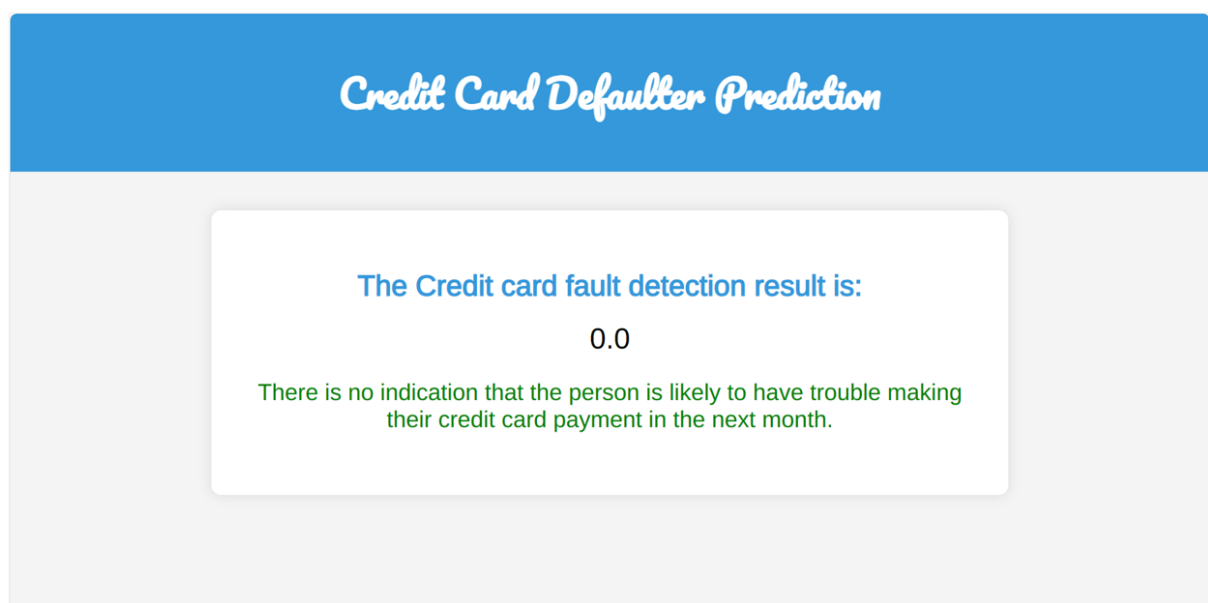 Credit Card Defaulter Prediction
The Credit card fault detection result is:
0.0
There is no indication that the person is likely to have trouble making
their credit card payment in the next month.